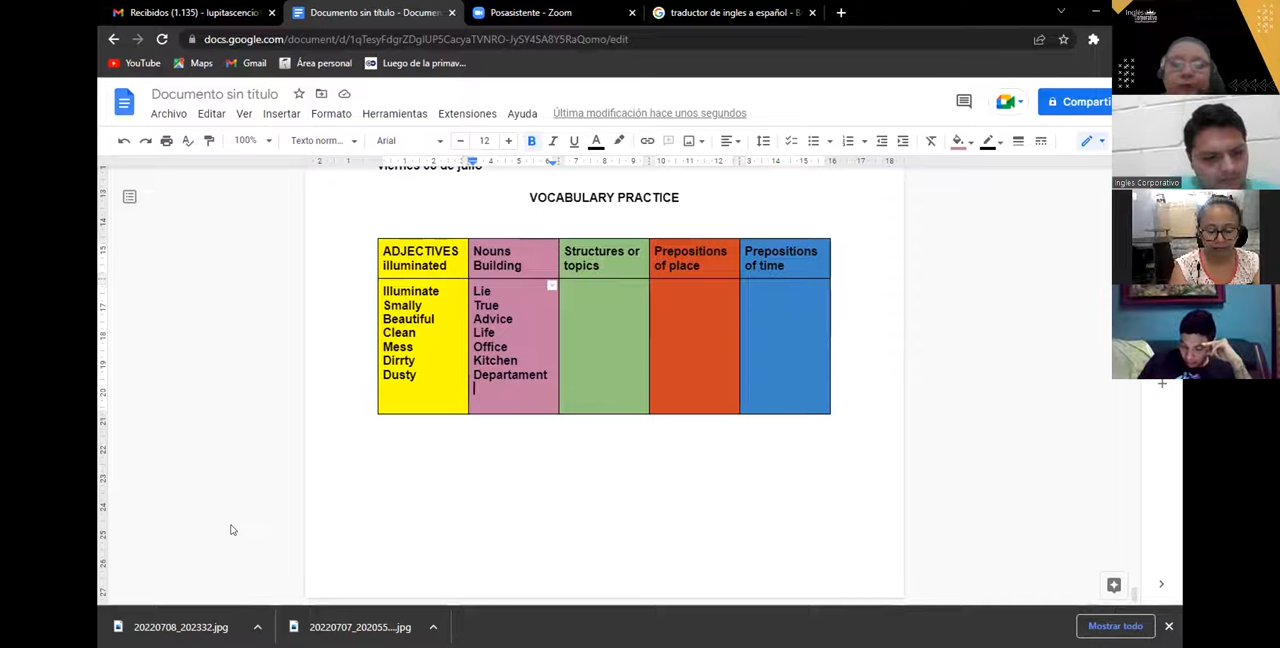 Recibidos (1.135) - lupitascencio
Documento sin título - Documen
Posasistente - Zoom
traductor de ingles a español - B
docs.google.com/document/d/1qTesyFdgrZDgIUP5CacyaTVNRO-JySY4SA8Y5RaQomo/edit
YouTube
Maps
Gmail
Área personal
Luego de la primav...
Documento sin título
Archivo
Editar
Ver
Insertar
Formato
Herramientas
Extensiones
Ayuda
Última modificación hace unos segundos
Comparti
100%
Texto norm...
Arial
12
VOCABULARY PRACTICE
ADJECTIVES
illuminated
Nouns
Building
Structures or
topics
Prepositions
of place
Prepositions
of time
Illuminate
Smally
Beautiful
Clean
Mess
Dirrty
Dusty
Lie
True
Advice
Life
Office
Kitchen
Departament
20220708_202332.jpg
20220707_202055....jpg
Mostrar todo
Inglés
Corporativo
Ingles Corporativo